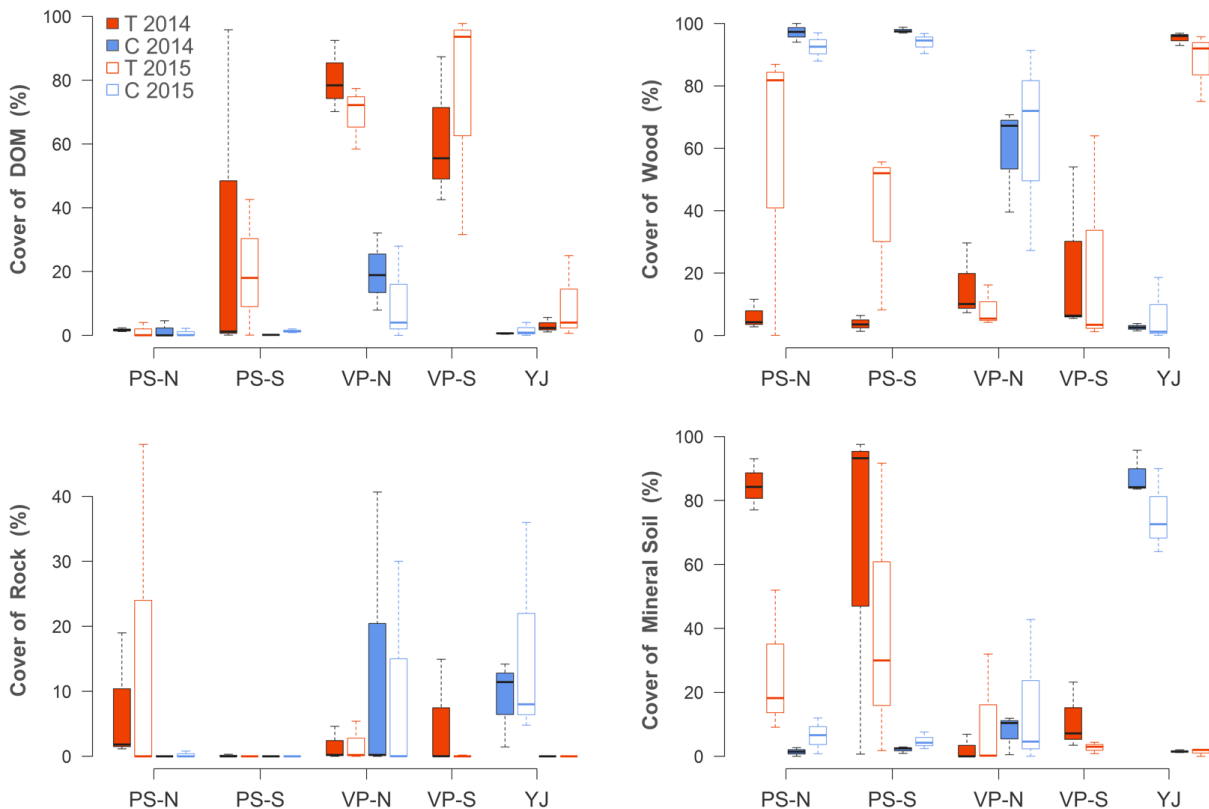 100
80
60
40
20
0
Cover of DOM (%)
T 2014
C 2014
T 2015
C 2015
PS-N PS-S VP-N VP-S YJ
100
80
60
40
20
0
Cover of Wood (%)
PS-N PS-S VP-N VP-S YJ
40
30
20
10
0
Cover of Rock (%)
PS-N PS-S VP-N VP-S YJ
100
80
60
40
20
0
Cover of Mineral Soil (%)
PS-N PS-S VP-N VP-S YJ